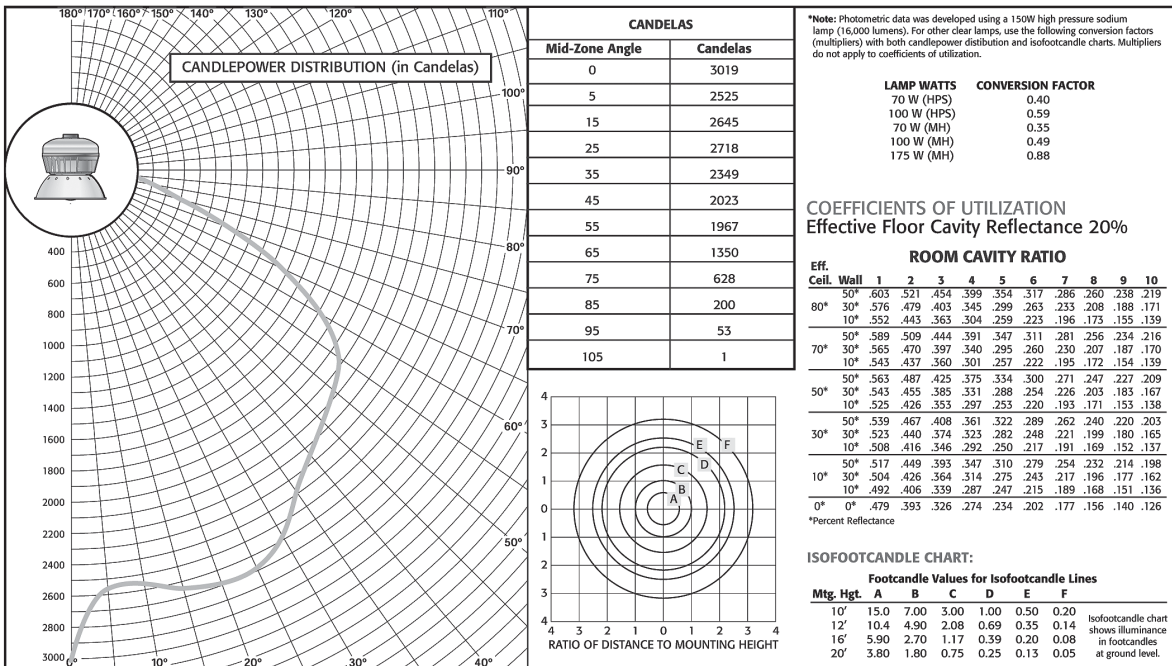 180° 170° 160° 150° 140° 130° 120° 110°
CANDLEPOWER DISTRIBUTION (in Candelas)
100°
90°
80°
70°
60°
50°
400
600
800
1000
1200
1400
1600
1800
2000
2200
2400
2600
2800
3000
0° 10° 20° 30° 40°
CANDELAS
Mid-Zone Angle Candelas
0 3019
5 2525
15 2645
25 2718
35 2349
45 2023
55 1967
65 1350
75 628
85 200
95 53
105 1
4
3
2
1
0
1
2
3
4
A
B
C
D
E
F
4 3 2 1 0 1 2 3 4
RATIO OF DISTANCE TO MOUNTING HEIGHT
*Note: Photometric data was developed using a 150W high pressure sodium
lamp (16,000 lumens). For other clear lamps, use the following conversion factors
(multipliers) with both candlepower distibution and isofootcandle charts. Multipliers
do not apply to coefficients of utilization.
LAMP WATTS CONVERSION FACTOR
70 W (HPS) 0.40
100 W (HPS) 0.59
70 W (MH) 0.35
100 W (MH) 0.49
175 W (MH) 0.88
COEFFICIENTS OF UTILIZATION
Effective Floor Cavity Reflectance 20%
ROOM CAVITY RATIO
Eff.
Ceil. Wall 1 2 3 4 5 6 7 8 9 10
50* .603 .521 .454 .399 .354 .317 .286 .260 .238 .219
80* 30* .576 .479 .403 .345 .299 .263 .233 .208 .188 .171
10* .552 .443 .363 .304 .259 .223 .196 .173 .155 .139
50* .589 .509 .444 .391 .347 .311 .281 .256 .234 .216
70* 30* .565 .470 .397 .340 .295 .260 .230 .207 .187 .170
10* .543 .437 .360 .301 .257 .222 .195 .172 .154 .139
50* .563 .487 .425 .375 .334 .300 .271 .247 .227 .209
50* 30* .543 .455 .385 .331 .288 .254 .226 .203 .183 .167
10* .525 .426 .353 .297 .253 .220 .193 .171 .153 .138
50* .539 .467 .408 .361 .322 .289 .262 .240 .220 .203
30* 30* .523 .440 .374 .323 .282 .248 .221 .199 .180 .165
10* .508 .416 .346 .292 .250 .217 .191 .169 .152 .137
50* .517 .449 .393 .347 .310 .279 .254 .232 .214 .198
10* 30* .504 .426 .364 .314 .275 .243 .217 .196 .177 .162
10* .492 .406 .339 .287 .247 .215 .189 .168 .151 .136
0* 0* .479 .393 .326 .274 .234 .202 .177 .156 .140 .126
*Percent Reflectance
ISOFOOTCANDLE CHART:
Footcandle Values for Isofootcandle Lines
Mtg. Hgt. A B C D E F
10' 15.0 7.00 3.00 1.00 0.50 0.20
12' 10.4 4.90 2.08 0.69 0.35 0.14
16' 5.90 2.70 1.17 0.39 0.20 0.08
20' 3.80 1.80 0.75 0.25 0.13 0.05
Isofootcandle chart
shows illuminance
in footcandles
at ground level.